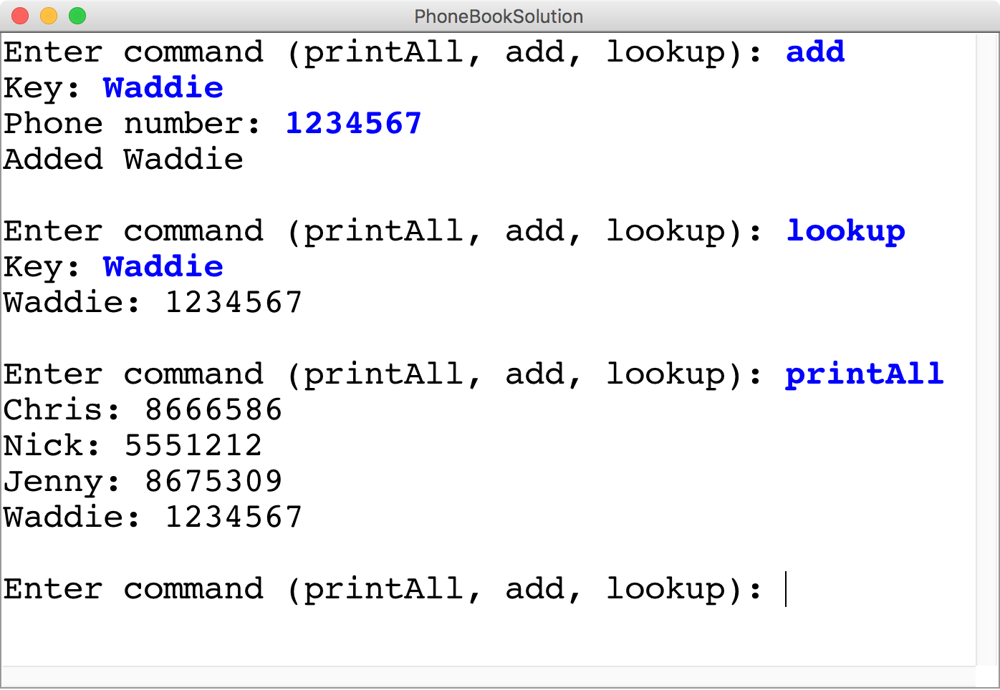 PhoneBookSolution
Enter command (printAll, add, lookup): add
Key: Waddie
Phone number: 1234567
Added Waddie
Enter command (printAll, add, lookup): lookup
Key: Waddie
Waddie: 1234567
Enter command (printAll, add, lookup): printAll
Chris: 8666586
Nick: 5551212
Jenny: 8675309
Waddie: 1234567
Enter command (printAll, add, lookup):